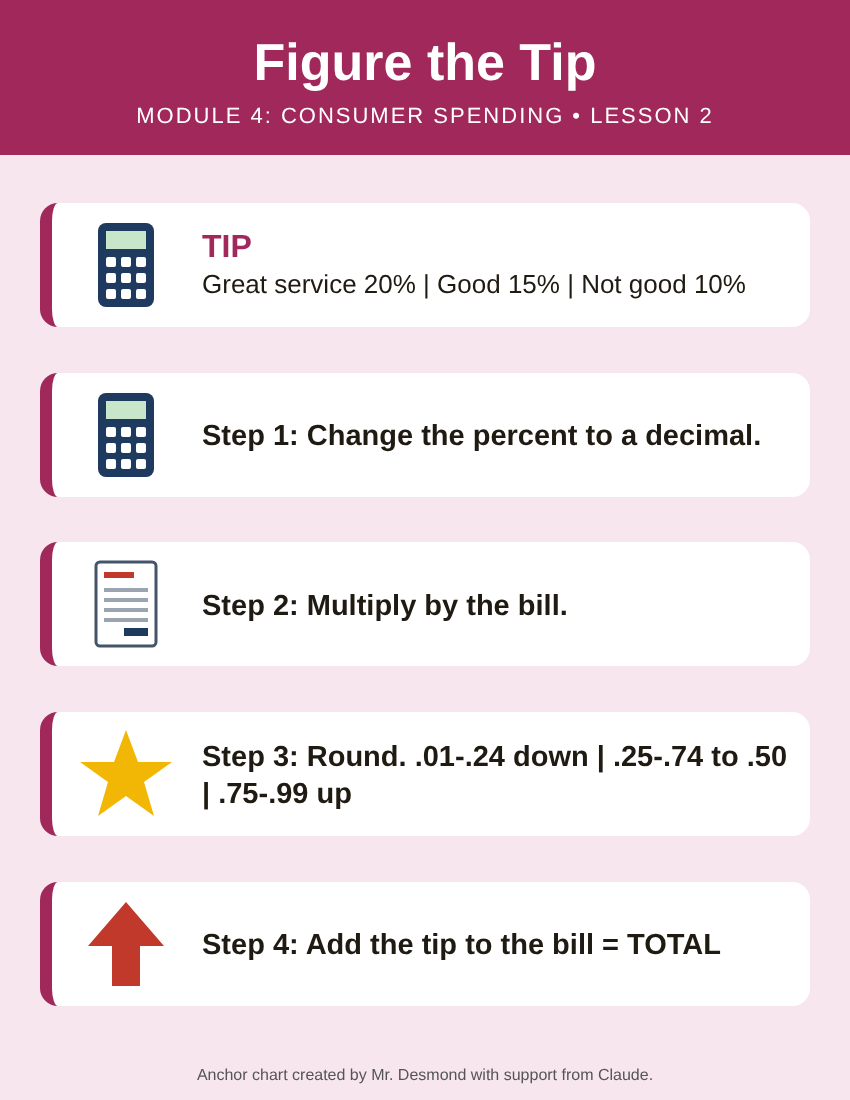 Figure the Tip
MODULE 4: CONSUMER SPENDING • LESSON 2
TIP
Great service 20% | Good 15% | Not good 10%
Step 1: Change the percent to a decimal.
Step 2: Multiply by the bill.
Step 3: Round. .01-.24 down | .25-.74 to .50
| .75-.99 up
Step 4: Add the tip to the bill = TOTAL
Anchor chart created by Mr. Desmond with support from Claude.